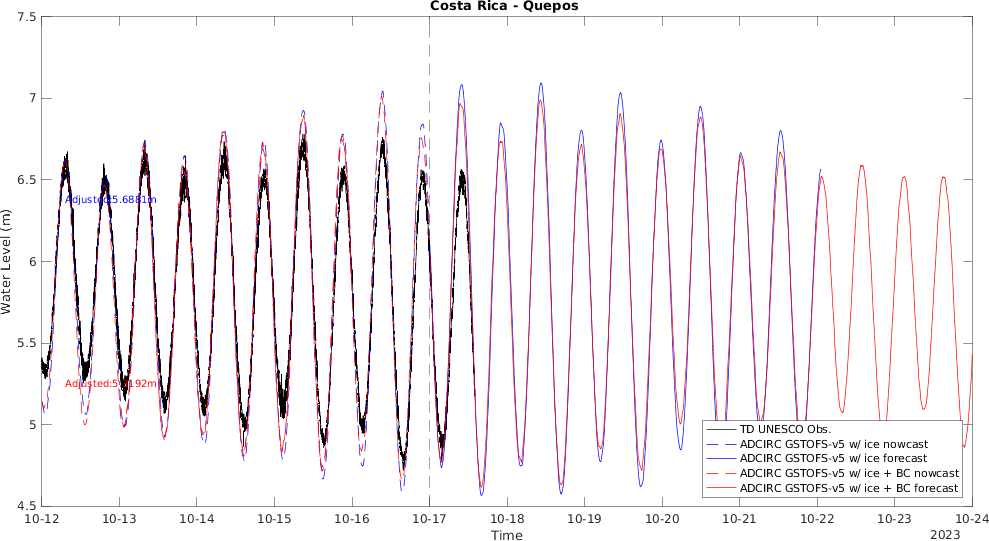 Costa Rica - Quepos
7.5
7
6.5
6
5.5
5
4.5
Water Level (m)
Adjusted:5.6881m
TD UNESCO Obs.
ADCIRC GSTOFS-v5 w/ ice nowcast
ADCIRC GSTOFS-v5 w/ ice forecast
ADCIRC GSTOFS-v5 w/ ice + BC nowcast
ADCIRC GSTOFS-v5 w/ ice + BC forecast
10-12 10-13 10-14 10-15 10-16 10-17 10-18 10-19 10-20 10-21 10-22 10-23 10-24
Time
2023